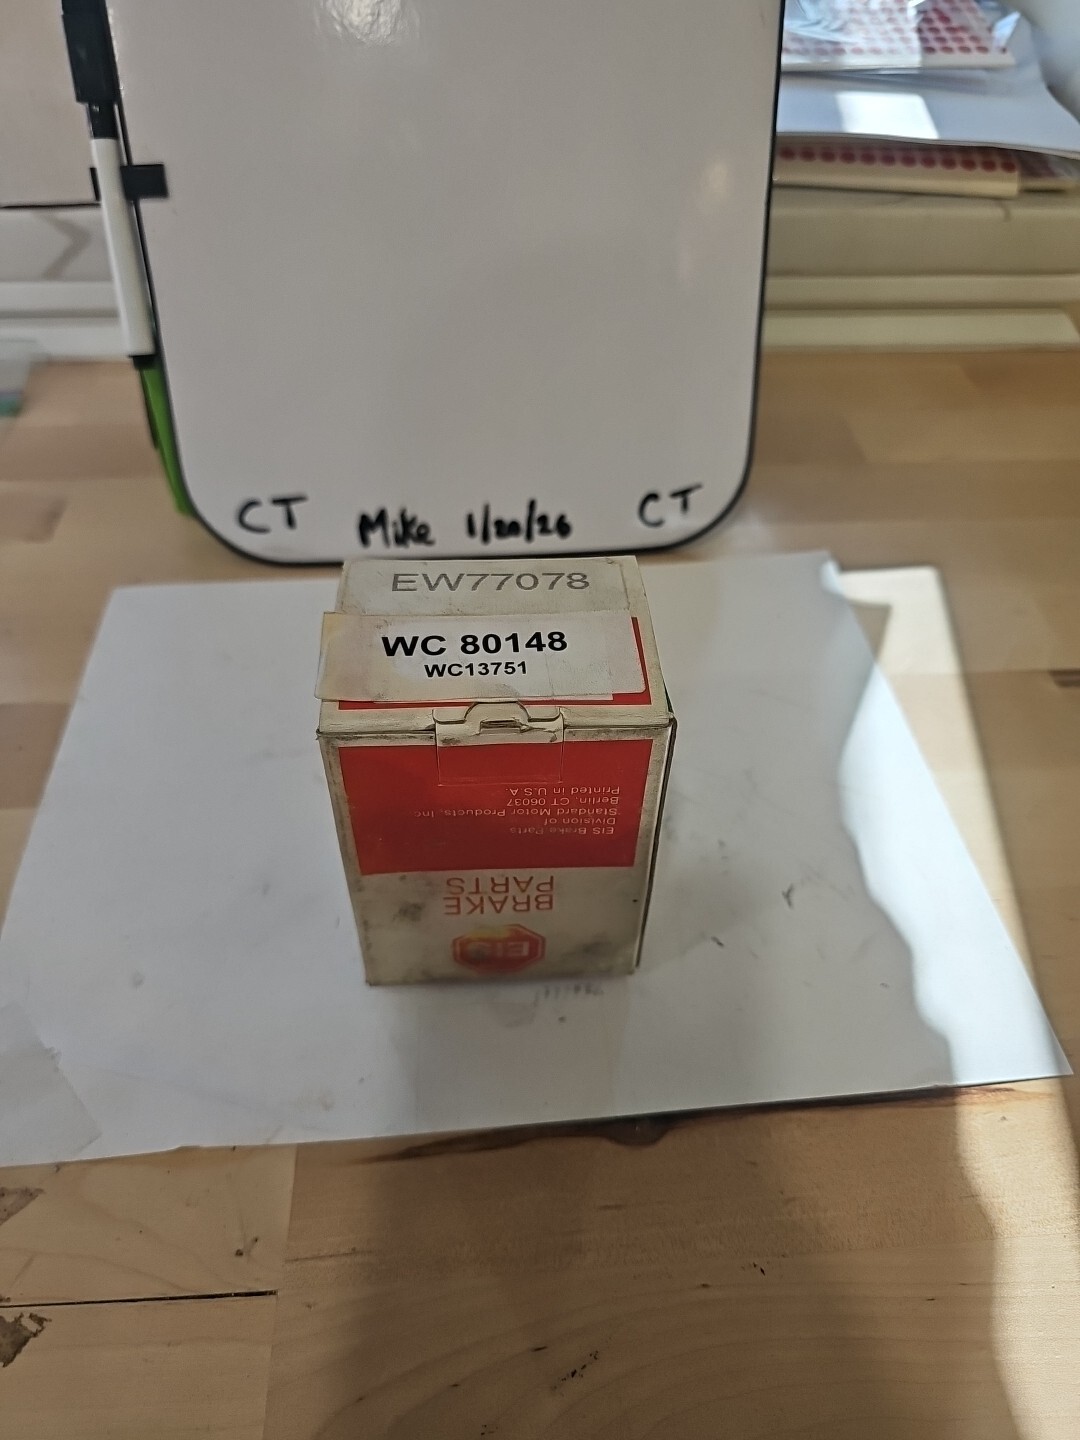 CT Mike 1/20/26 CT
EW77078
WC 80148
WC13751
EIS Brake Parts
Division of
Standard Motor Products, Inc.
Berlin, CT 06037
Printed in U.S.A.
BRAKE
PARTS
EIS